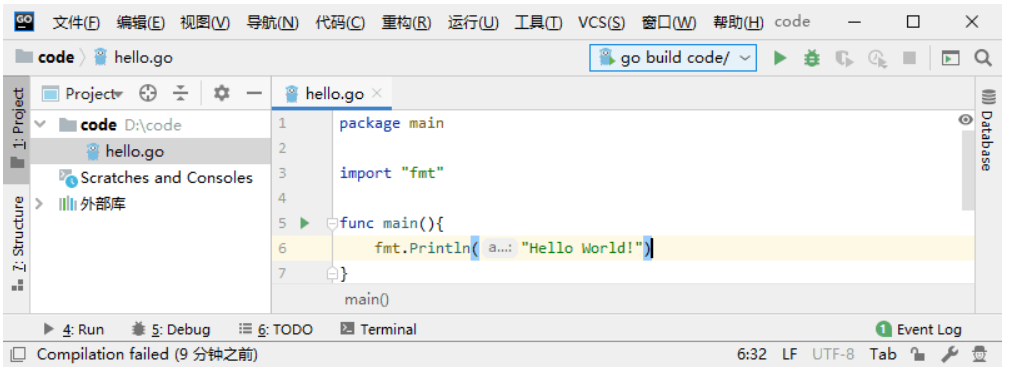 GO 文件(F) 编辑(E) 视图(V) 导航(N) 代码(C) 重构(R) 运行(U) 工具(T) VCS(S) 窗口(W) 帮助(H) code
code hello.go go build code/
1: Project
Project
hello.go
code D:\code
hello.go
Scratches and Consoles
外部库
7: Structure
1 package main
2
3 import "fmt"
4
5 func main(){
6 fmt.Println( a...: "Hello World!")
7 }
main()
Database
4: Run 5: Debug 6: TODO Terminal 1 Event Log
Compilation failed (9 分钟之前) 6:32 LF UTF-8 Tab